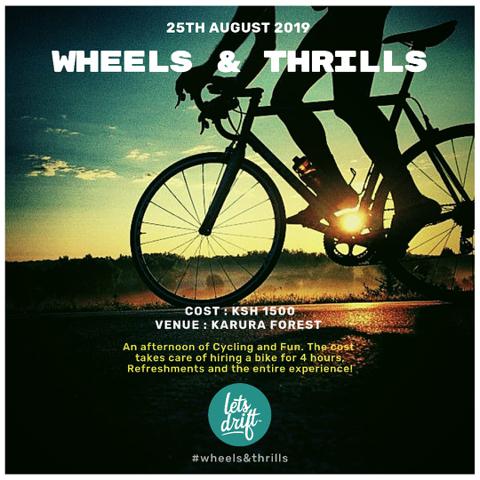 25TH AUGUST 2019
WHEELS & THRILLS
COST : KSH 1500
VENUE : KARURA FOREST
An afternoon of Cycling and Fun. The cost
takes care of hiring a bike for 4 hours,
Refreshments and the entire experience!
lets
drift
#wheels&thrills